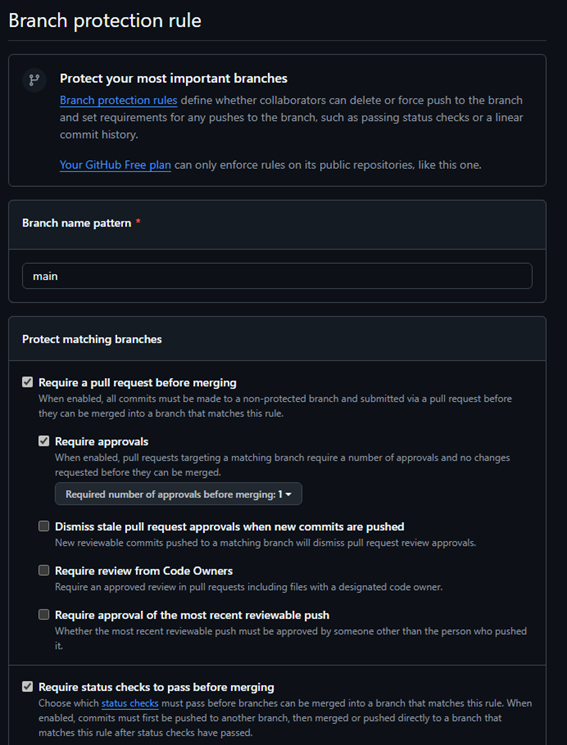 Branch protection rule
Protect your most important branches
Branch protection rules define whether collaborators can delete or force push to the branch
and set requirements for any pushes to the branch, such as passing status checks or a linear
commit history.
Your GitHub Free plan can only enforce rules on its public repositories, like this one.
Branch name pattern *
main
Protect matching branches
Require a pull request before merging
When enabled, all commits must be made to a non-protected branch and submitted via a pull request before
they can be merged into a branch that matches this rule.
Require approvals
When enabled, pull requests targeting a matching branch require a number of approvals and no changes
requested before they can be merged.
Required number of approvals before merging: 1
Dismiss stale pull request approvals when new commits are pushed
New reviewable commits pushed to a matching branch will dismiss pull request review approvals.
Require review from Code Owners
Require an approved review in pull requests including files with a designated code owner.
Require approval of the most recent reviewable push
Whether the most recent reviewable push must be approved by someone other than the person who pushed
it.
Require status checks to pass before merging
Choose which status checks must pass before branches can be merged into a branch that matches this rule. When
enabled, commits must first be pushed to another branch, then merged or pushed directly to a branch that
matches this rule after status checks have passed.